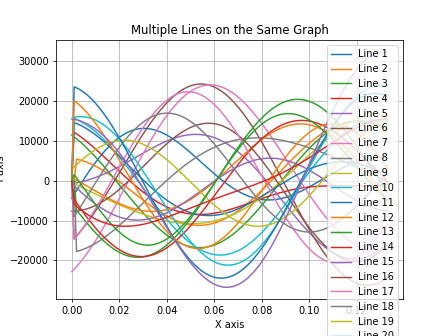 Multiple Lines on the Same Graph
30000
20000
10000
0
−10000
−20000
0.00
0.02
0.04
0.06
0.08
0.10
X axis
Line 1
Line 2
Line 3
Line 4
Line 5
Line 6
Line 7
Line 8
Line 9
Line 10
Line 11
Line 12
Line 13
Line 14
Line 15
Line 16
Line 17
Line 18
Line 19
Line 20